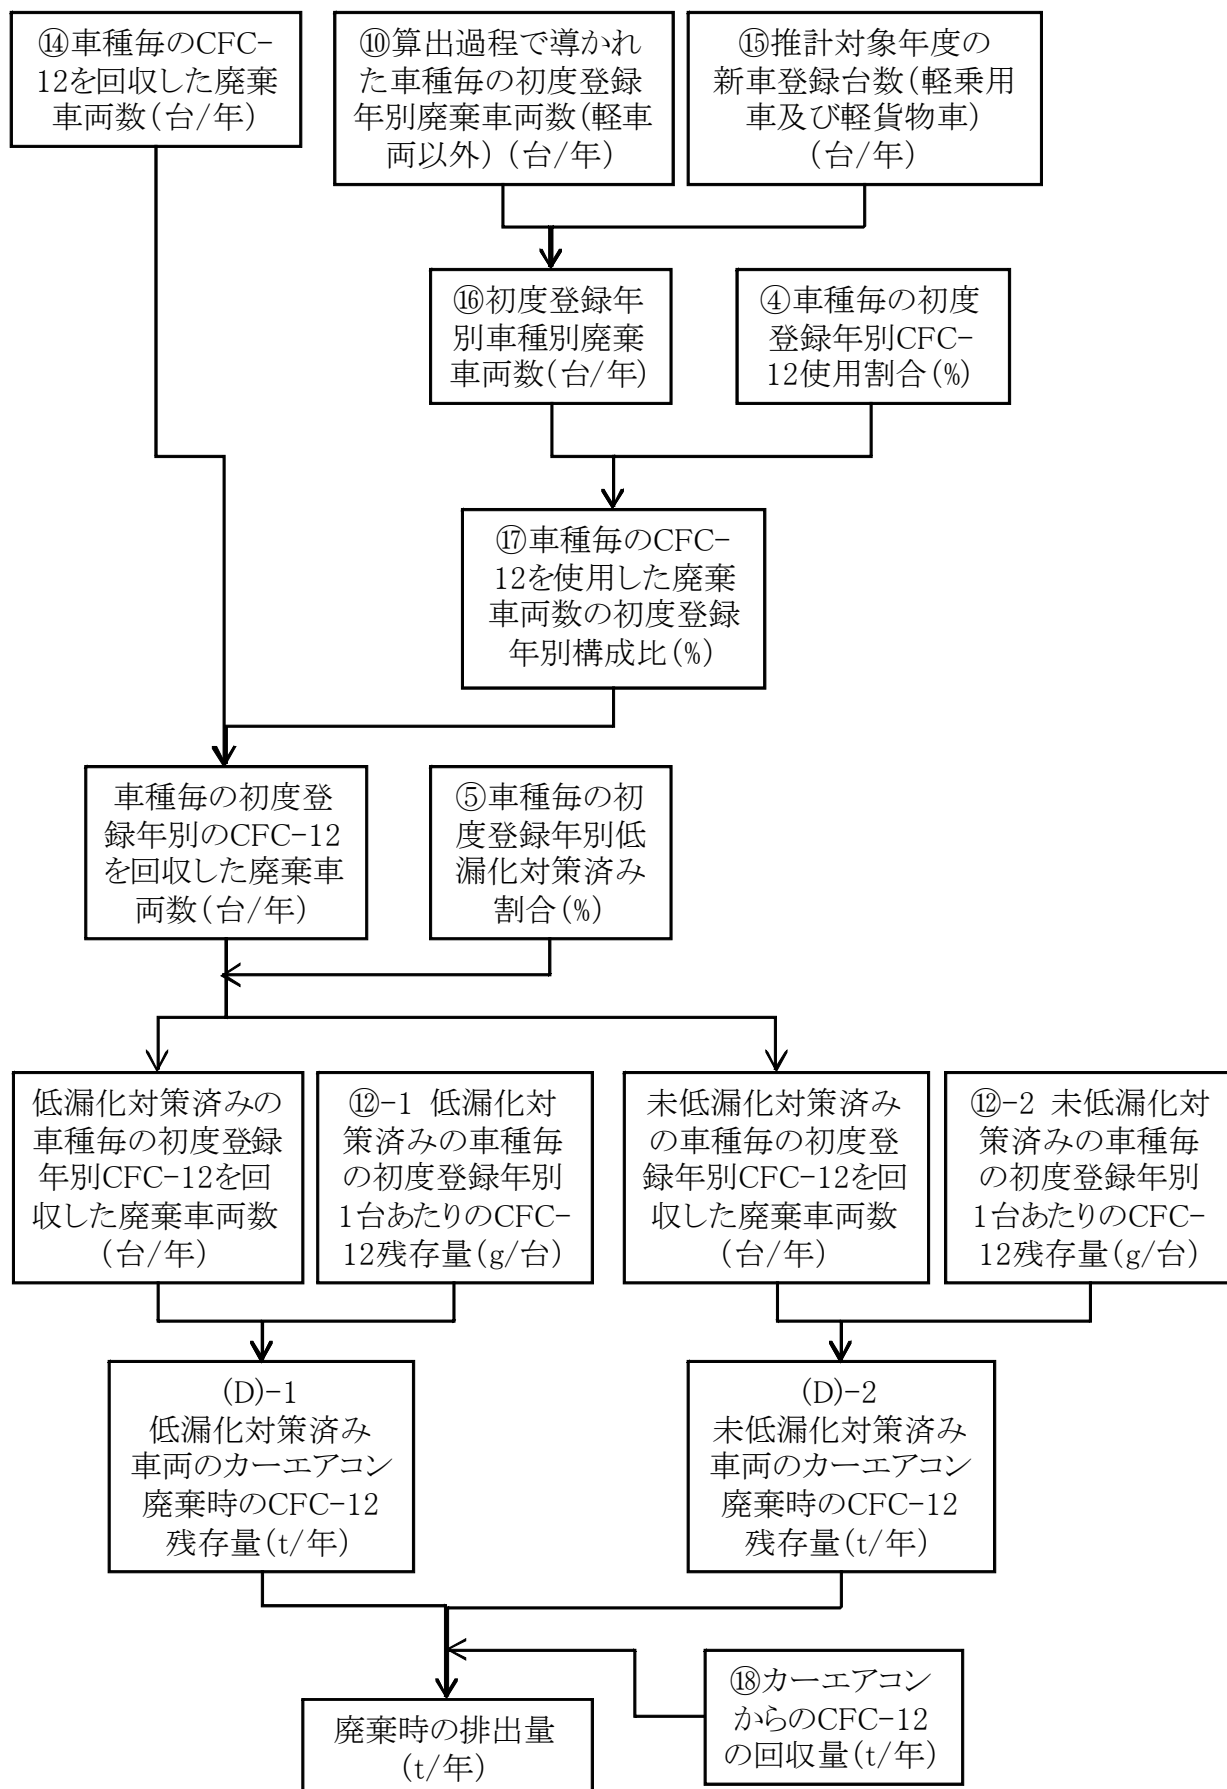 ⑭車種毎のCFC-
12を回収した廃棄
車両数(台/年)
⑩算出過程で導かれ
た車種毎の初度登録
年別廃棄車両数(軽車
両以外) (台/年)
⑮推計対象年度の
新車登録台数(軽乗用
車及び軽貨物車)
(台/年)
⑯初度登録年
別車種別廃棄
車両数(台/年)
④車種毎の初度
登録年別CFC-
12使用割合(%)
⑰車種毎のCFC-
12を使用した廃棄
車両数の初度登録
年別構成比(%)
車種毎の初度登
録年別のCFC-12
を回収した廃棄車
両数(台/年)
⑤車種毎の初
度登録年別低
漏化対策済み
割合(%)
低漏化対策済みの
車種毎の初度登録
年別CFC-12を回
収した廃棄車両数
(台/年)
⑫-1 低漏化対
策済みの車種毎
の初度登録年別
1台あたりのCFC-
12残存量(g/台)
未低漏化対策済み
の車種毎の初度登
録年別CFC-12を回
収した廃棄車両数
(台/年)
⑫-2 未低漏化対
策済みの車種毎
の初度登録年別
1台あたりのCFC-
12残存量(g/台)
(D)-1
低漏化対策済み
車両のカーエアコン
廃棄時のCFC-12
残存量(t/年)
(D)-2
未低漏化対策済み
車両のカーエアコン
廃棄時のCFC-12
残存量(t/年)
⑱カーエアコン
からのCFC-12
の回収量(t/年)
廃棄時の排出量
(t/年)